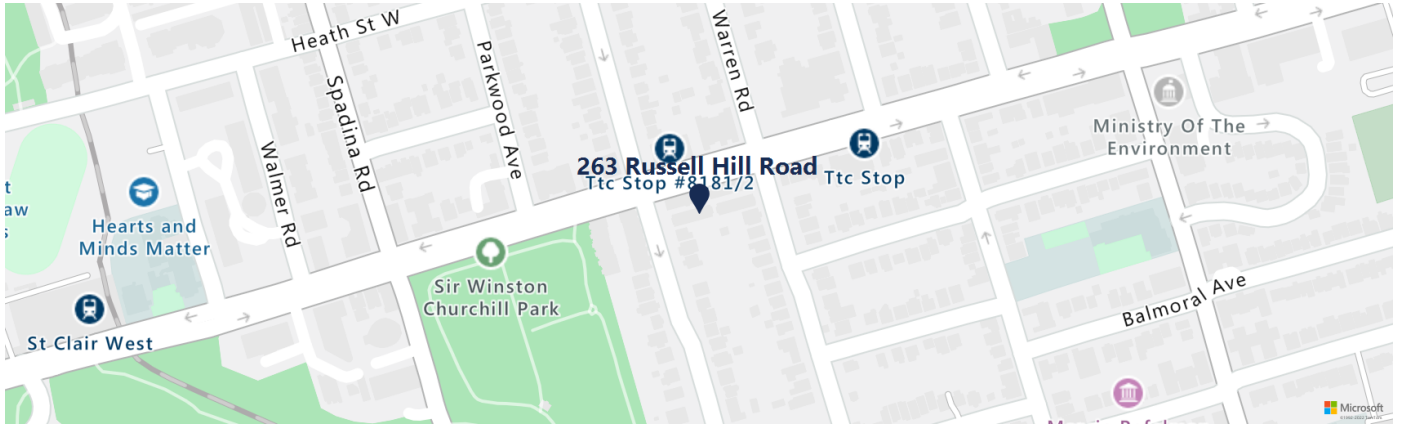 Heath St W
Parkwood Ave
Warren Rd
Spadina Rd
Walmer Rd
Ministry Of The
Environment
263 Russell Hill Road
Ttc Stop #8181/2
Ttc Stop
t
aw
s
Hearts and
Minds Matter
Sir Winston
Churchill Park
Balmoral Ave
St Clair West
Microsoft